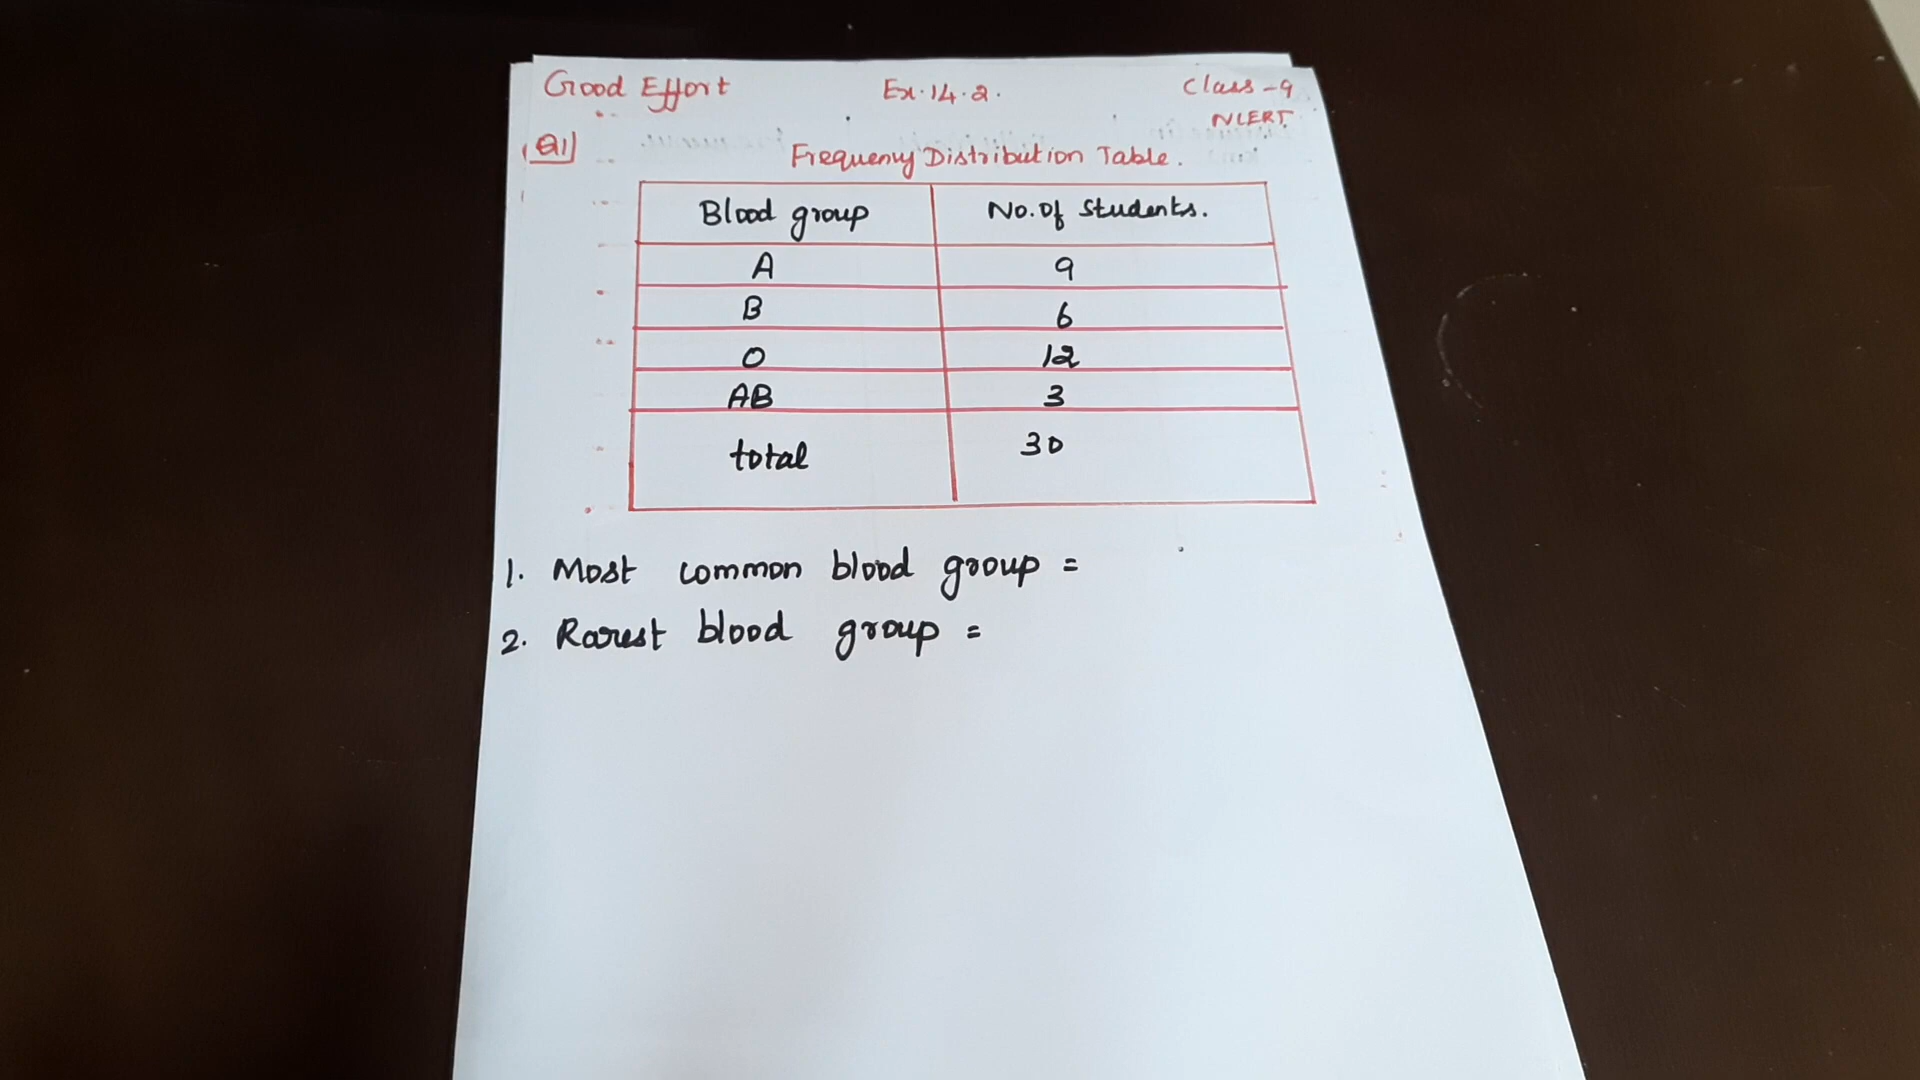 Good Effort Ex. 14.2. Class-9
NCERT
Q1 Frequency Distribution Table.
Blood group No. Of Students.
A 9
B 6
O 12
AB 3
total 30
1. Most common blood group =
2. Rarest blood group =